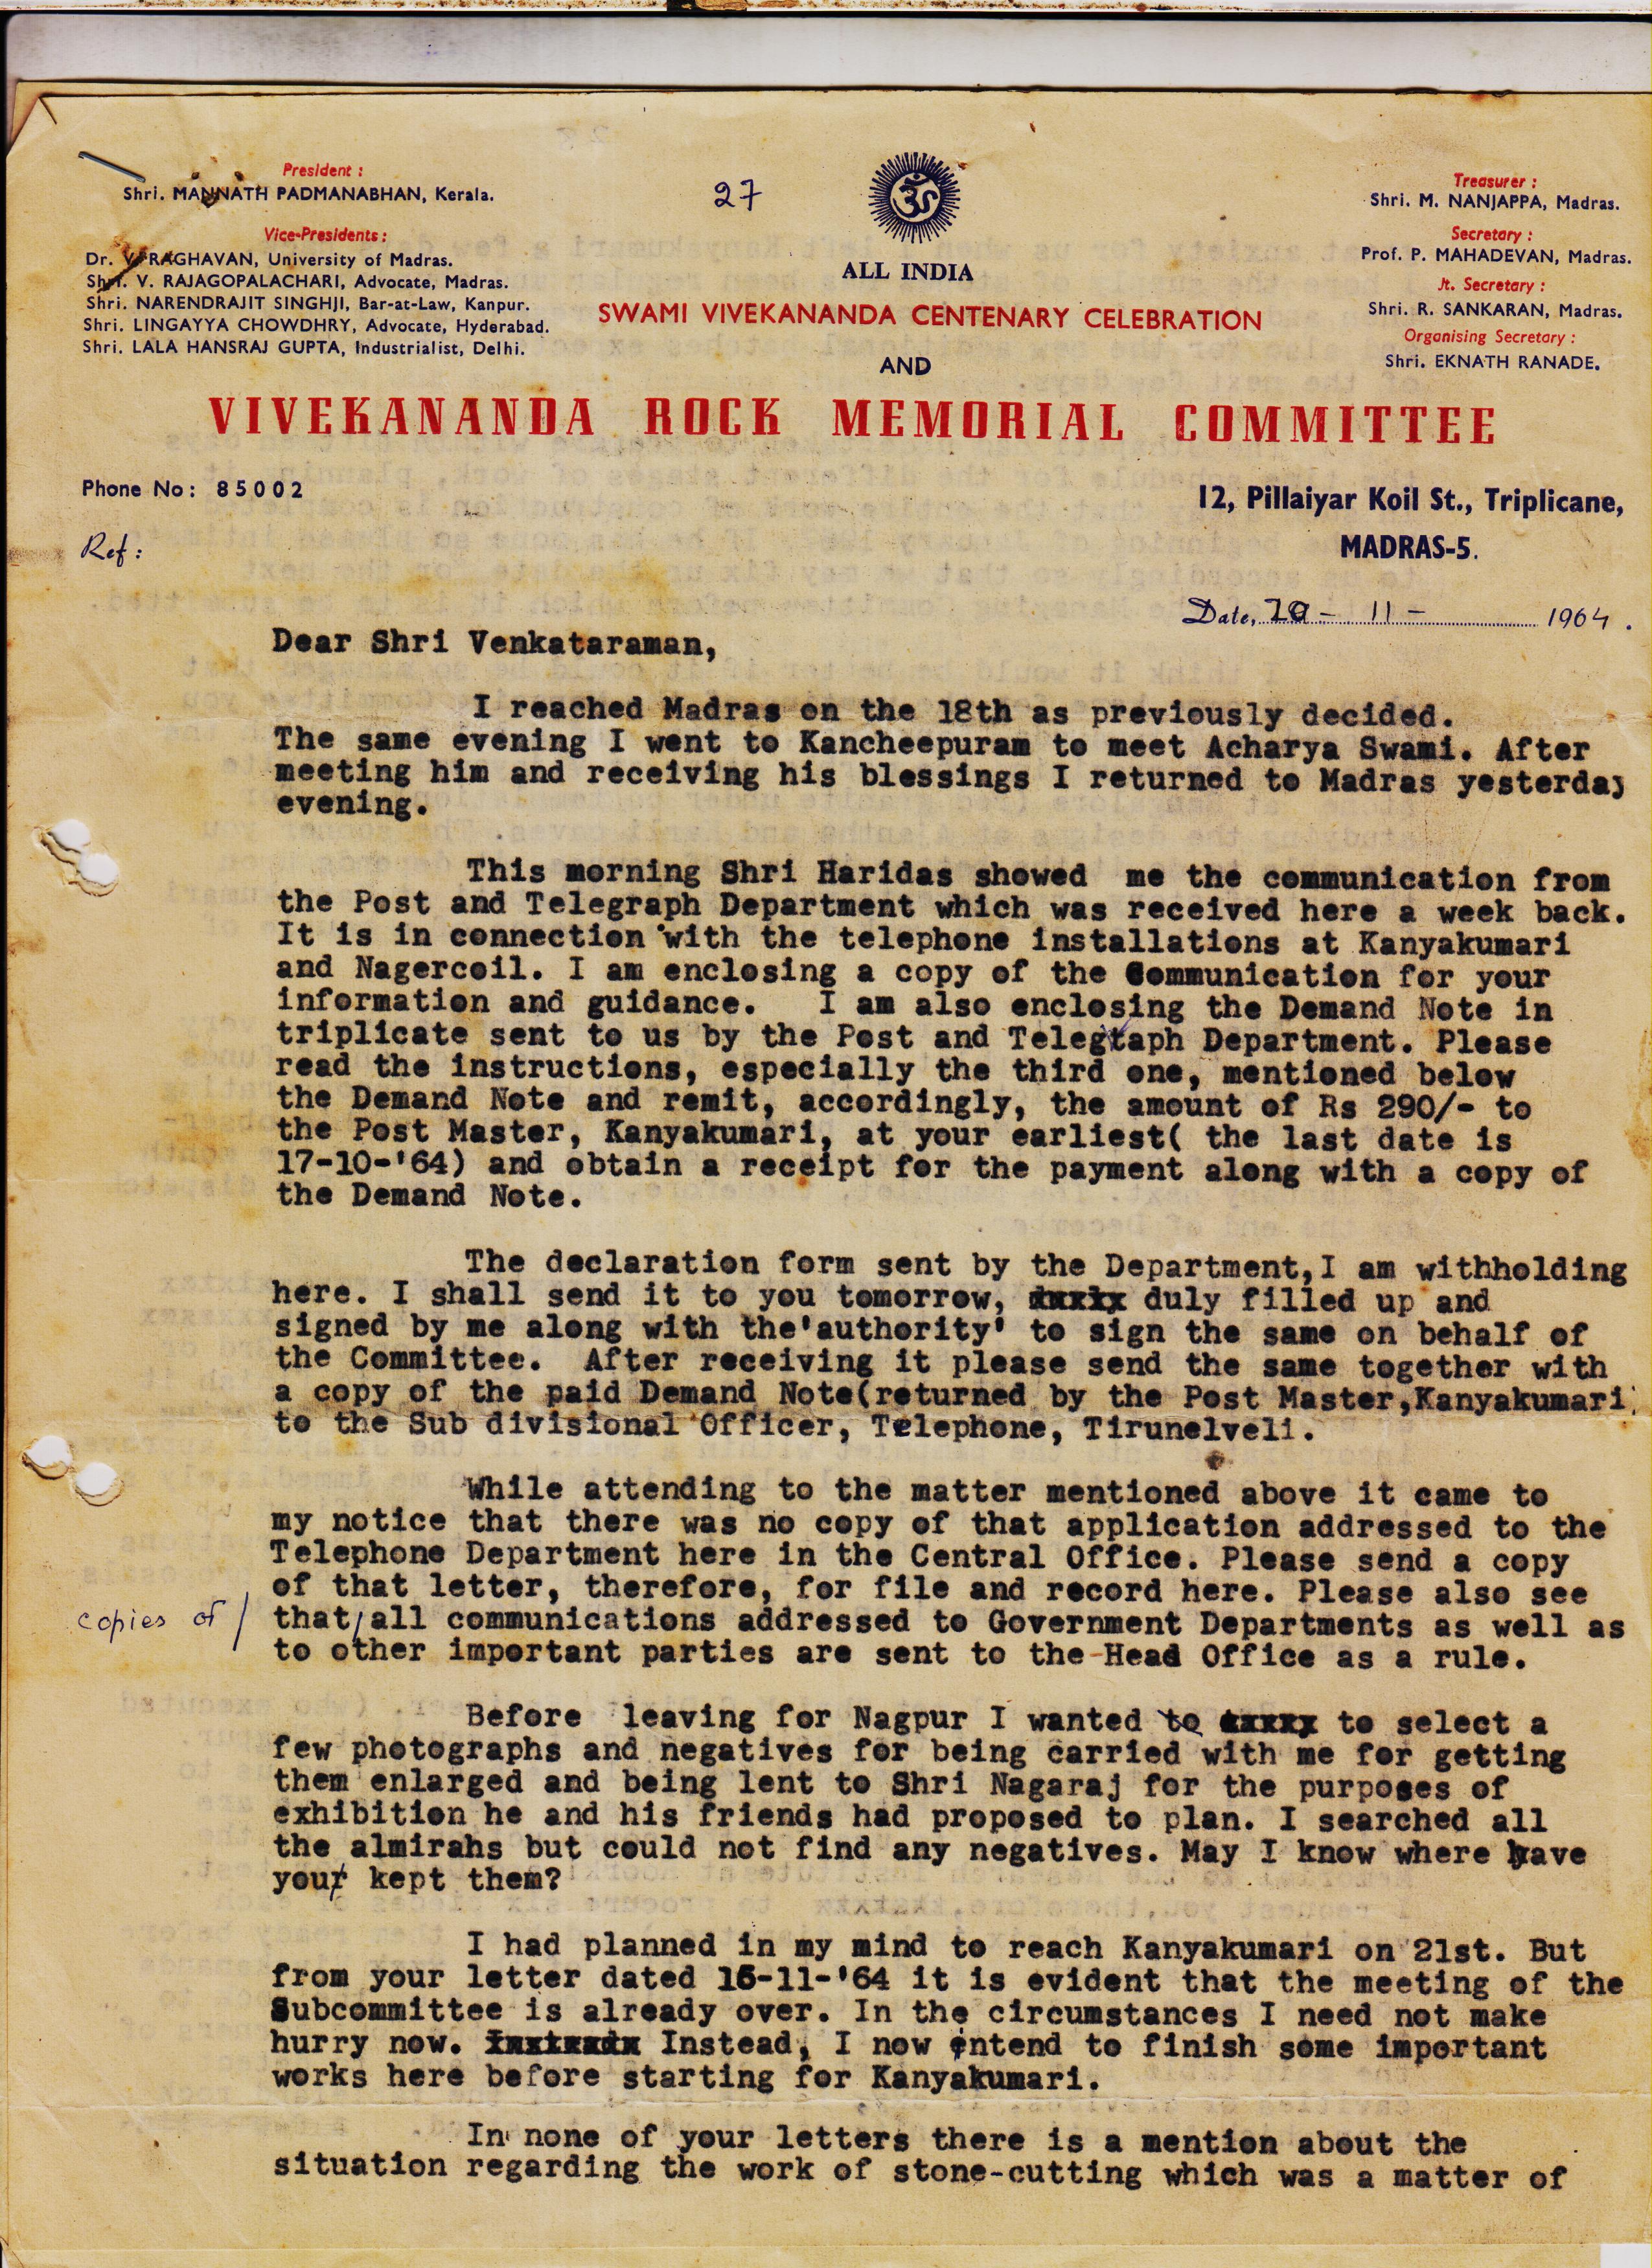 President :
Shri. MANNATH PADMANABHAN, Kerala.
Vice-Presidents :
Dr. V. RAGHAVAN, University of Madras.
Shri. V. RAJAGOPALACHARI, Advocate, Madras.
Shri. NARENDRAJIT SINGHJI, Bar-at-Law, Kanpur.
Shri. LINGAYYA CHOWDHRY, Advocate, Hyderabad.
Shri. LALA HANSRAJ GUPTA, Industrialist, Delhi.
27
ॐ
ALL INDIA
SWAMI VIVEKANANDA CENTENARY CELEBRATION
AND
Treasurer :
Shri. M. NANJAPPA, Madras.
Secretary :
Prof. P. MAHADEVAN, Madras.
Jt. Secretary :
Shri. R. SANKARAN, Madras.
Organising Secretary :
Shri. EKNATH RANADE.
VIVEKANANDA ROCK MEMORIAL COMMITTEE
Phone No: 85002
12, Pillaiyar Koil St., Triplicane,
MADRAS-5.
Ref:
Date, 20 - 11 - 1964.
Dear Shri Venkataraman,
I reached Madras on the 18th as previously decided.
The same evening I went to Kancheepuram to meet Acharya Swami. After
meeting him and receiving his blessings I returned to Madras yesterday
evening.
This morning Shri Haridas showed me the communication from
the Post and Telegraph Department which was received here a week back.
It is in connection with the telephone installations at Kanyakumari
and Nagercoil. I am enclosing a copy of the Communication for your
information and guidance. I am also enclosing the Demand Note in
triplicate sent to us by the Post and Telegtaph Department. Please
read the instructions, especially the third one, mentioned below
the Demand Note and remit, accordingly, the amount of Rs 290/- to
the Post Master, Kanyakumari, at your earliest( the last date is
17-10-'64) and obtain a receipt for the payment along with a copy of
the Demand Note.
The declaration form sent by the Department,I am withholding
here. I shall send it to you tomorrow, duly filled up and
signed by me along with the'authority' to sign the same on behalf of
the Committee. After receiving it please send the same together with
a copy of the paid Demand Note(returned by the Post Master,Kanyakumari)
to the Sub divisional Officer, Telephone, Tirunelveli.
While attending to the matter mentioned above it came to
my notice that there was no copy of that application addressed to the
Telephone Department here in the Central Office. Please send a copy
of that letter, therefore, for file and record here. Please also see
copies of / that/all communications addressed to Government Departments as well as
to other important parties are sent to the Head Office as a rule.
Before leaving for Nagpur I wanted to to select a
few photographs and negatives for being carried with me for getting
them enlarged and being lent to Shri Nagaraj for the purposes of
exhibition he and his friends had proposed to plan. I searched all
the almirahs but could not find any negatives. May I know where have
your kept them?
I had planned in my mind to reach Kanyakumari on 21st. But
from your letter dated 15-11-'64 it is evident that the meeting of the
Subcommittee is already over. In the circumstances I need not make
hurry now. Instead, I now intend to finish some important
works here before starting for Kanyakumari.
In none of your letters there is a mention about the
situation regarding the work of stone-cutting which was a matter of